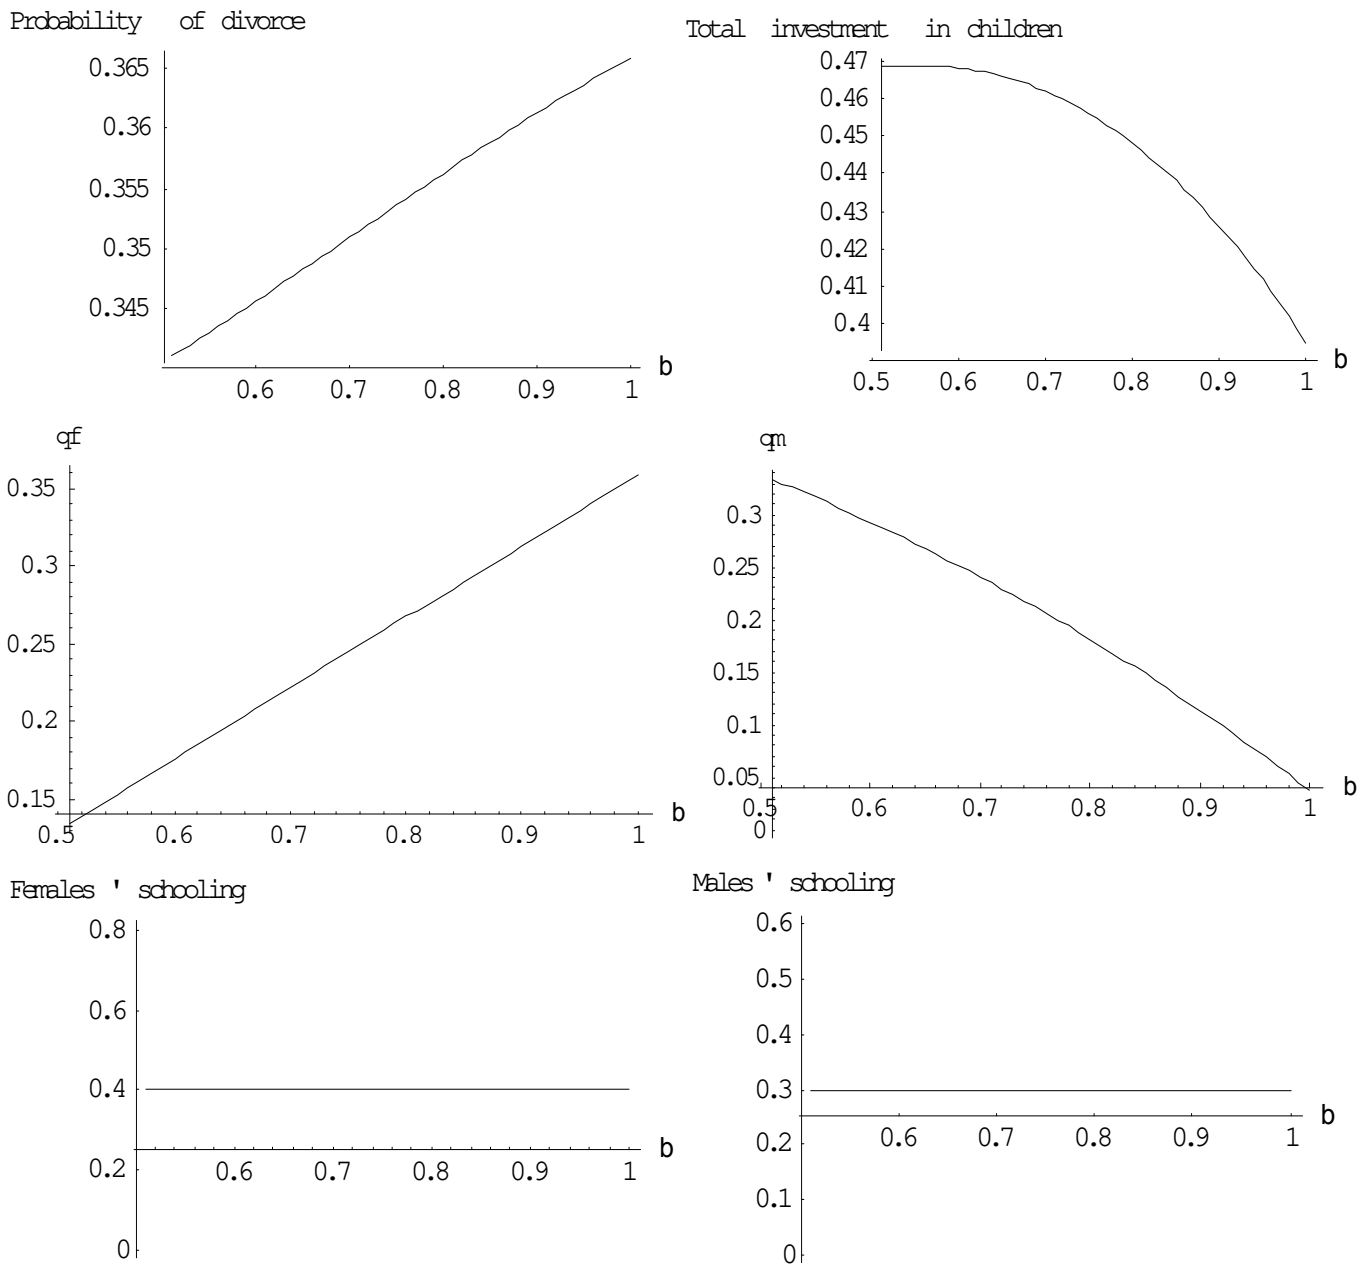 Probability of divorce
0.365
0.36
0.355
0.35
0.345
0.6 0.7 0.8 0.9 1
b
Total investment in children
0.47
0.46
0.45
0.44
0.43
0.42
0.41
0.4
0.5 0.6 0.7 0.8 0.9 1
b
qf
0.35
0.3
0.25
0.2
0.15
0.5 0.6 0.7 0.8 0.9 1
b
qm
0.3
0.25
0.2
0.15
0.1
0.05
0
0.5 0.6 0.7 0.8 0.9 1
b
Females ' schooling
0.8
0.6
0.4
0.2
0
0.6 0.7 0.8 0.9 1
b
Males ' schooling
0.6
0.5
0.4
0.3
0.2
0.1
0
0.6 0.7 0.8 0.9 1
b